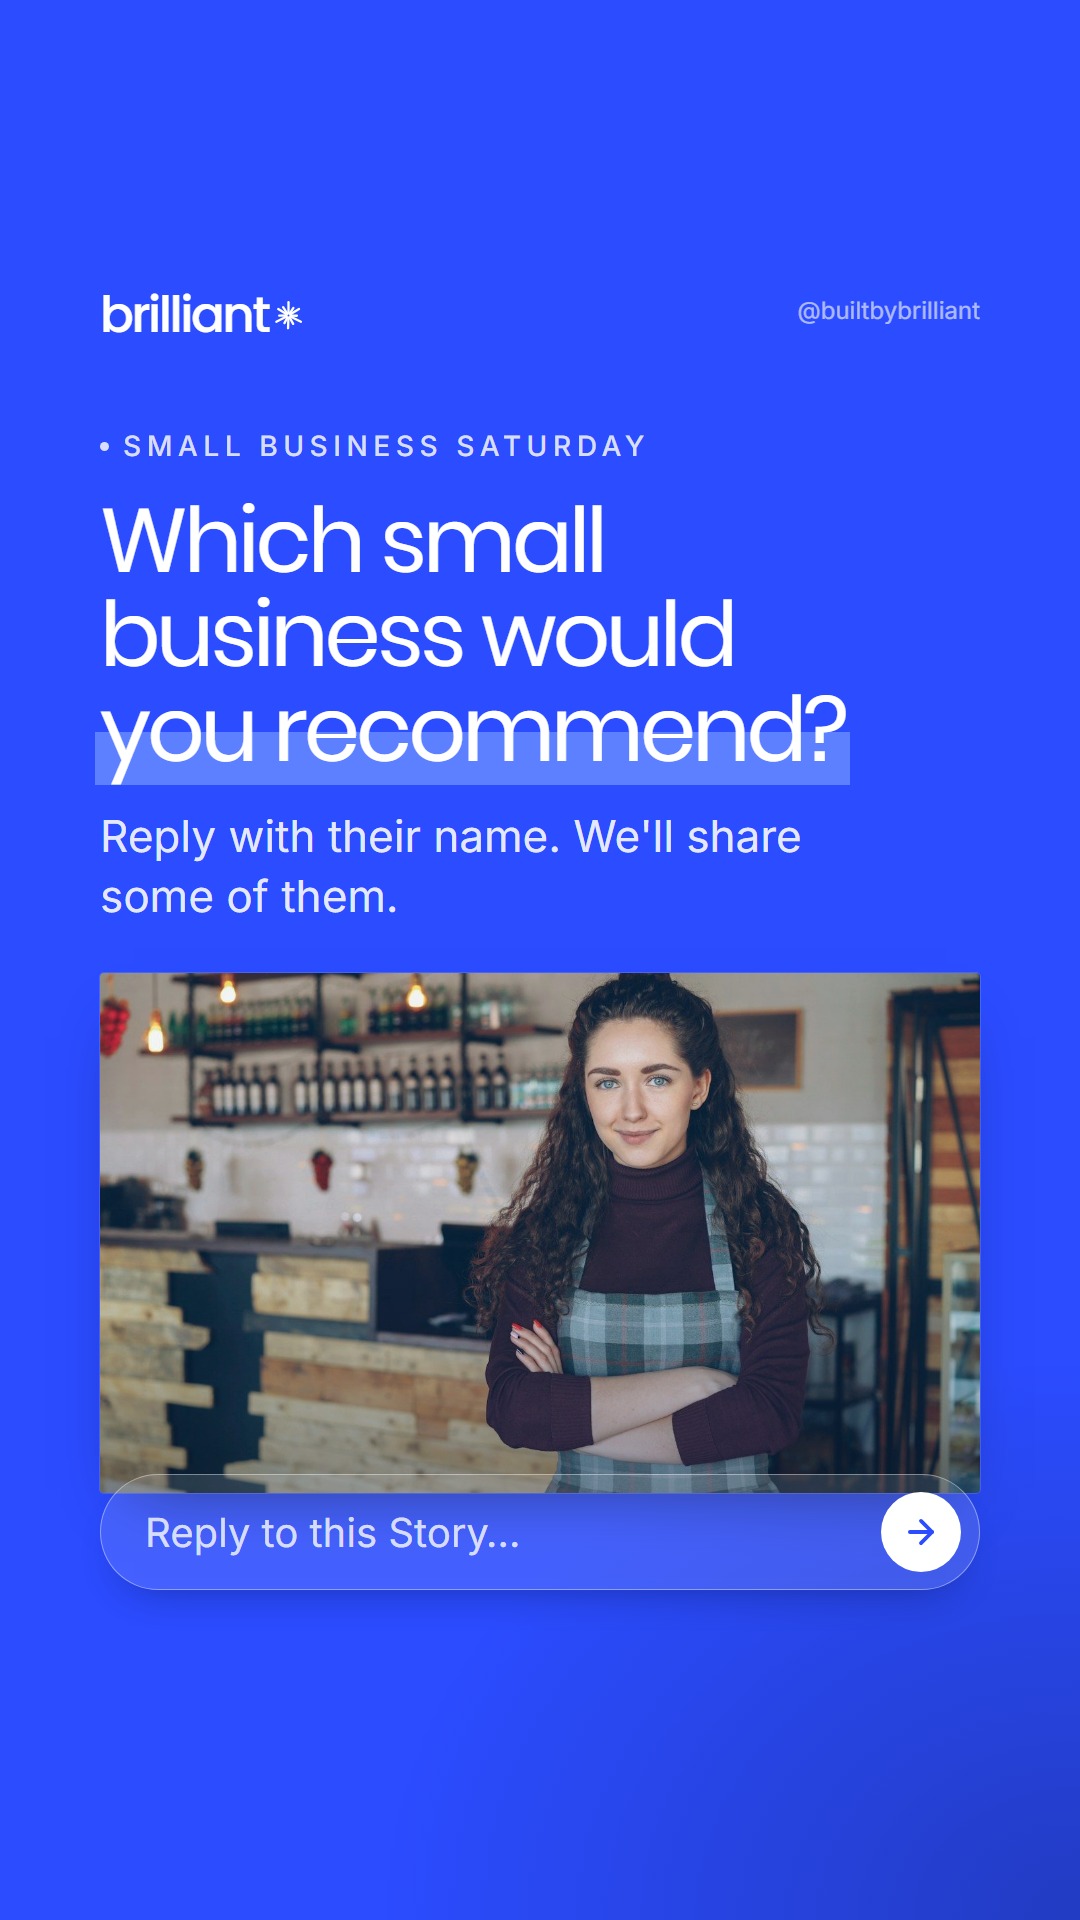 brilliant
@builtbybrilliant
• SMALL BUSINESS SATURDAY
Which small
business would
you recommend?
Reply with their name. We'll share
some of them.
Reply to this Story...